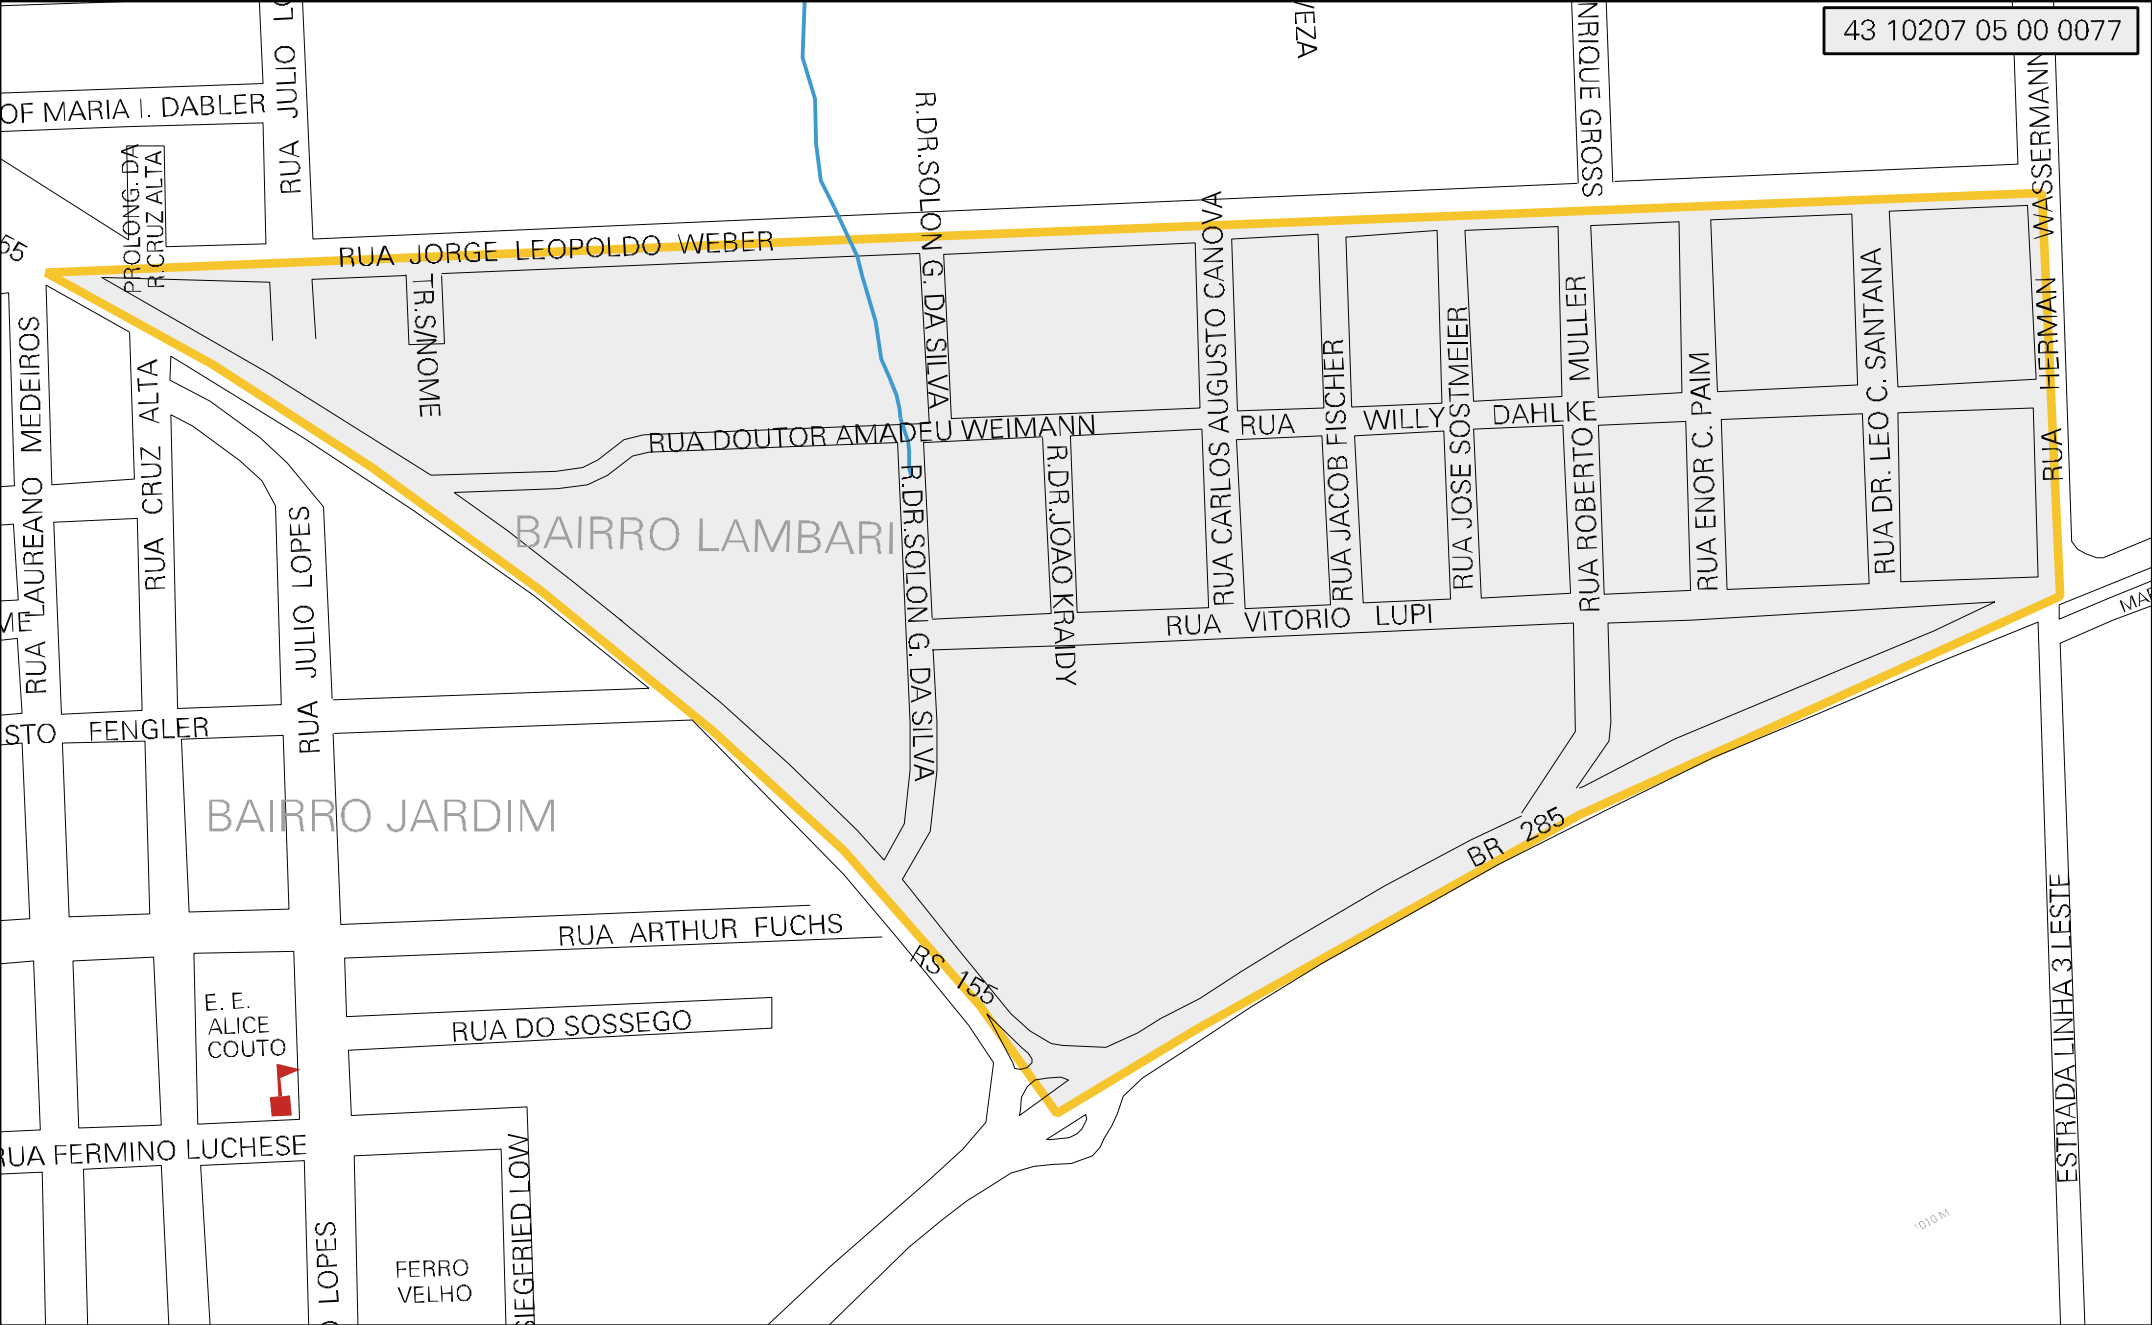 43 10207 05 00 0077
RUA JULIO
VEZA
NRIQUE GROSS
OF MARIA I. DABLER
R.DR.SOLON G. DA SILVA
PROLONG. DA
R.CRUZ ALTA
RUA HERMAN WASSERMANN
RUA JORGE LEOPOLDO WEBER
TR. S/NOME
RUA CARLOS AUGUSTO CANOVA
RUA JACOB FISCHER
RUA JOSE SOSTMEIER
RUA ROBERTO MULLER
RUA ENOR C. PAIM
RUA DR. LEO C. SANTANA
RUA LAUREANO MEDEIROS
RUA CRUZ ALTA
RUA DOUTOR AMADEU WEIMANN
RUA WILLY DAHLKE
R.DR.SOLON G. DA SILVA
R.DR.JOAO KRAIDY
BAIRRO LAMBARI
RUA JULIO LOPES
RUA VITORIO LUPI
MAR
ME
STO FENGLER
BAIRRO JARDIM
BR 285
RUA ARTHUR FUCHS
RS 155
E. E.
ALICE
COUTO
RUA DO SOSSEGO
ESTRADA LINHA 3 LESTE
RUA FERMINO LUCHESE
SIEGFRIED LOW
O LOPES
FERRO
VELHO